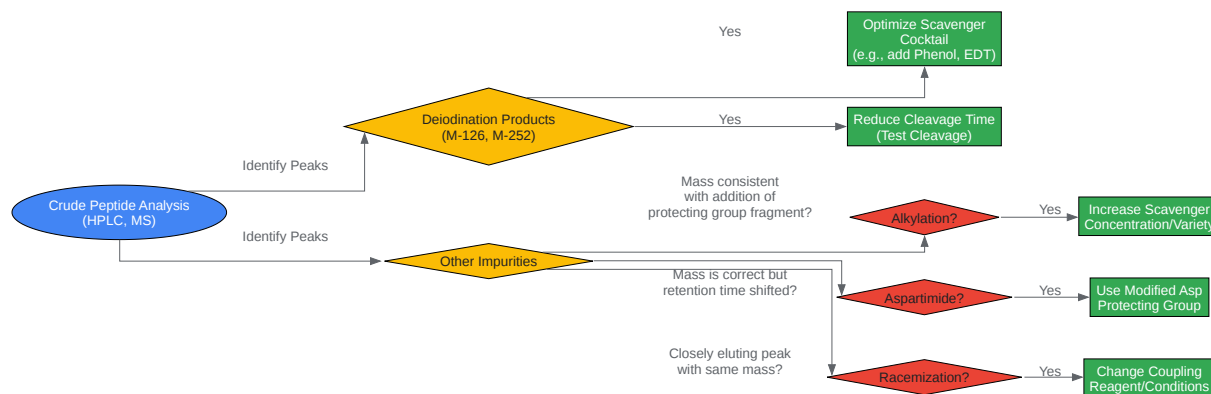 Yes
Optimize Scavenger
Cocktail
(e.g., add Phenol, EDT)
Deiodination Products
(M-126, M-252)
Yes
Reduce Cleavage Time
(Test Cleavage)
Identify Peaks
Crude Peptide Analysis
(HPLC, MS)
Identify Peaks
Mass consistent
with addition of
protecting group fragment?
Alkylation?
Yes
Increase Scavenger
Concentration/Variety
Other Impurities
Mass is correct but
retention time shifted?
Aspartimide?
Yes
Use Modified Asp
Protecting Group
Closely eluting peak
with same mass?
Racemization?
Yes
Change Coupling
Reagent/Conditions